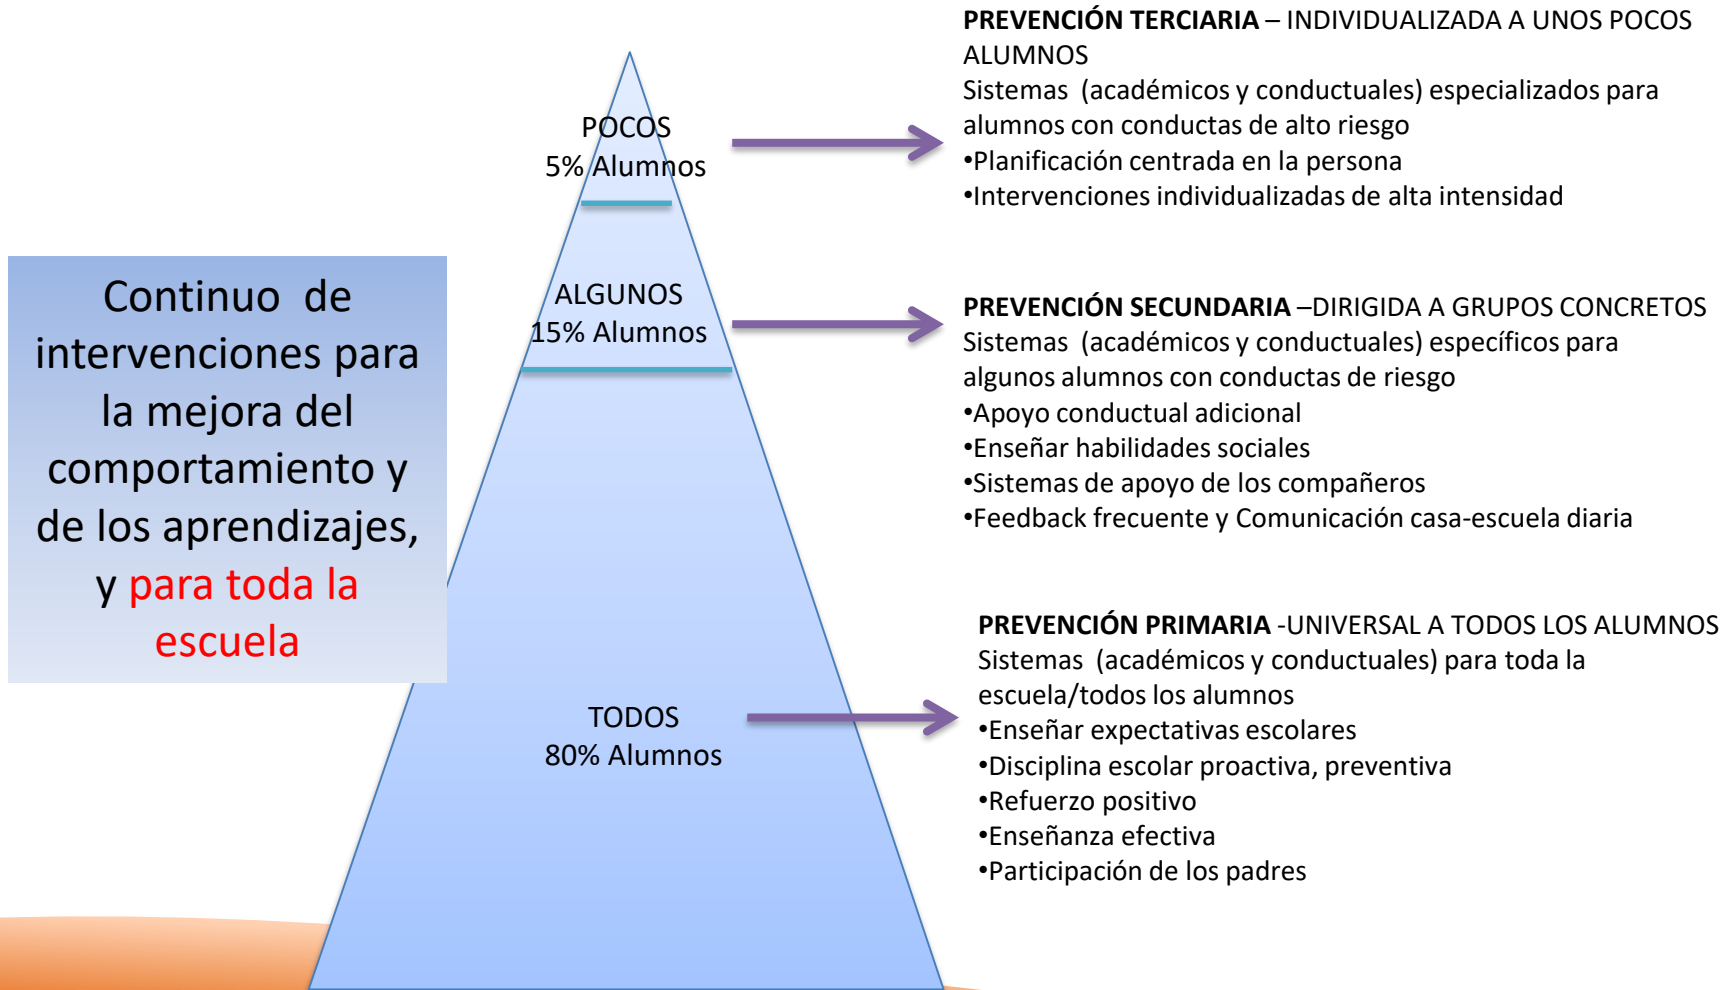 Continuo de
intervenciones para
la mejora del
comportamiento y
de los aprendizajes,
y para toda la
escuela
POCOS
5% Alumnos
ALGUNOS
15% Alumnos
TODOS
80% Alumnos
PREVENCIÓN TERCIARIA – INDIVIDUALIZADA A UNOS POCOS
ALUMNOS
Sistemas (académicos y conductuales) especializados para
alumnos con conductas de alto riesgo
•Planificación centrada en la persona
•Intervenciones individualizadas de alta intensidad
PREVENCIÓN SECUNDARIA –DIRIGIDA A GRUPOS CONCRETOS
Sistemas (académicos y conductuales) específicos para
algunos alumnos con conductas de riesgo
•Apoyo conductual adicional
•Enseñar habilidades sociales
•Sistemas de apoyo de los compañeros
•Feedback frecuente y Comunicación casa-escuela diaria
PREVENCIÓN PRIMARIA -UNIVERSAL A TODOS LOS ALUMNOS
Sistemas (académicos y conductuales) para toda la
escuela/todos los alumnos
•Enseñar expectativas escolares
•Disciplina escolar proactiva, preventiva
•Refuerzo positivo
•Enseñanza efectiva
•Participación de los padres